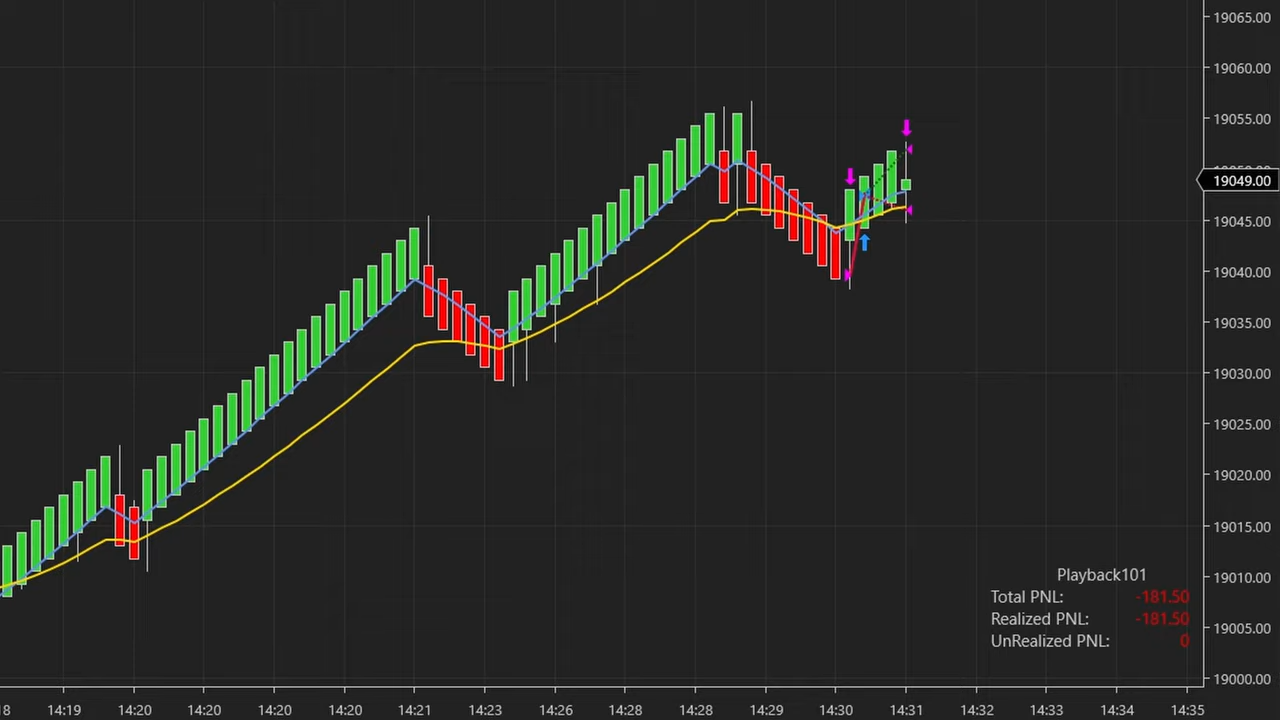 19065.00
19060.00
19055.00
19049.00
19045.00
19040.00
19035.00
19030.00
19025.00
19020.00
19015.00
19010.00
19005.00
19000.00
Playback101
Total PNL: -181.50
Realized PNL: -181.50
UnRealized PNL: 0
8 14:19 14:20 14:20 14:20 14:20 14:21 14:23 14:26 14:28 14:28 14:29 14:30 14:31 14:32 14:33 14:34 14:35